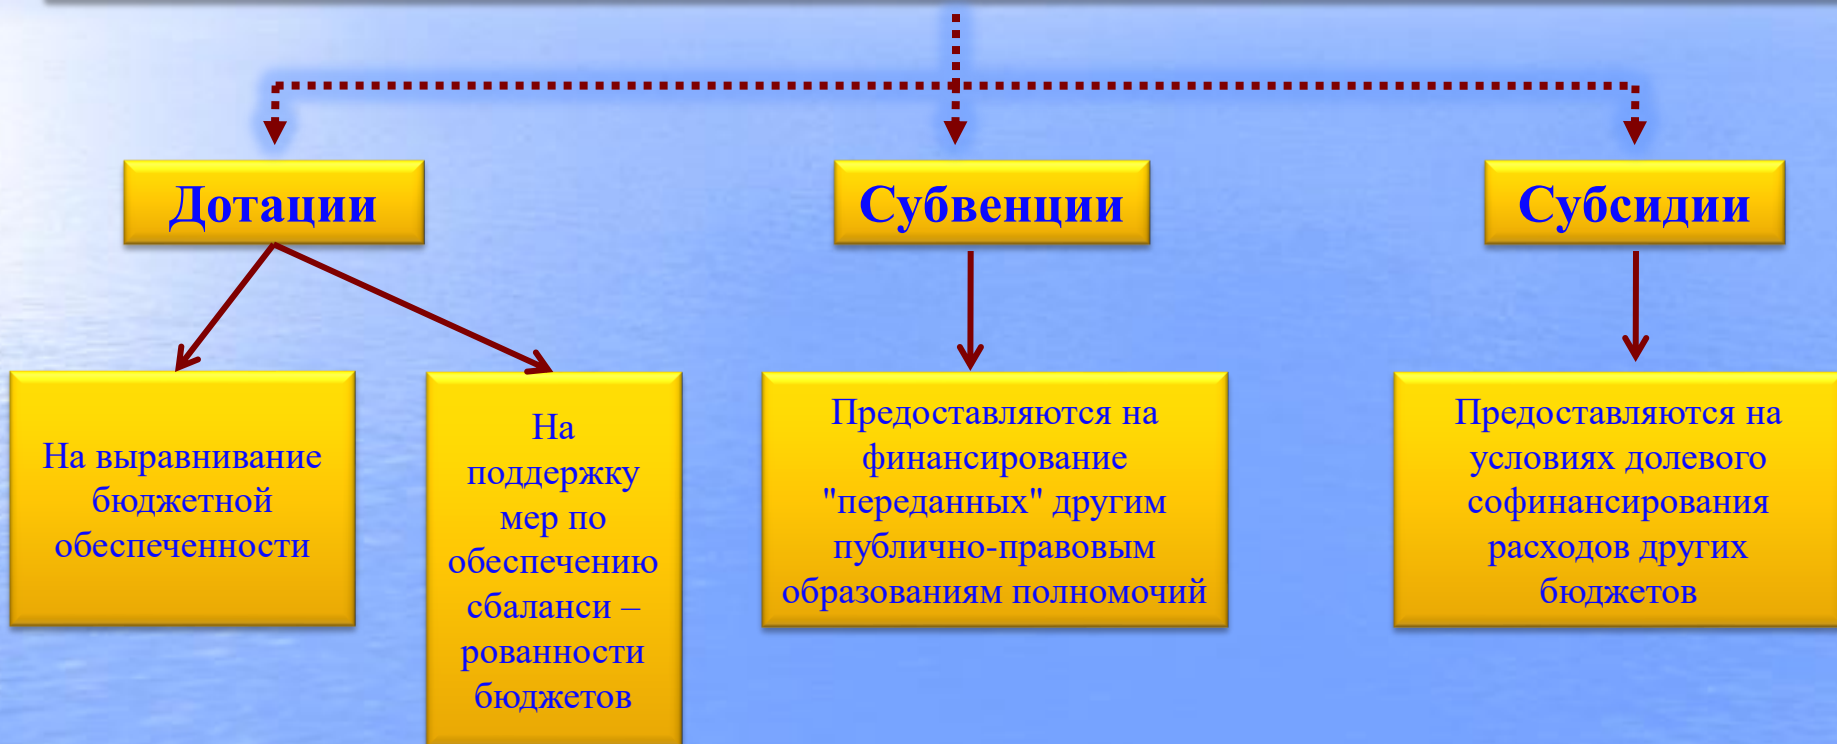 Дотации
Субвенции
Субсидии
На выравнивание
бюджетной
обеспеченности
На
поддержку
мер по
обеспечению
сбаланси –
рованности
бюджетов
Предоставляются на
финансирование
"переданных" другим
публично-правовым
образованиям полномочий
Предоставляются на
условиях долевого
софинансирования
расходов других
бюджетов